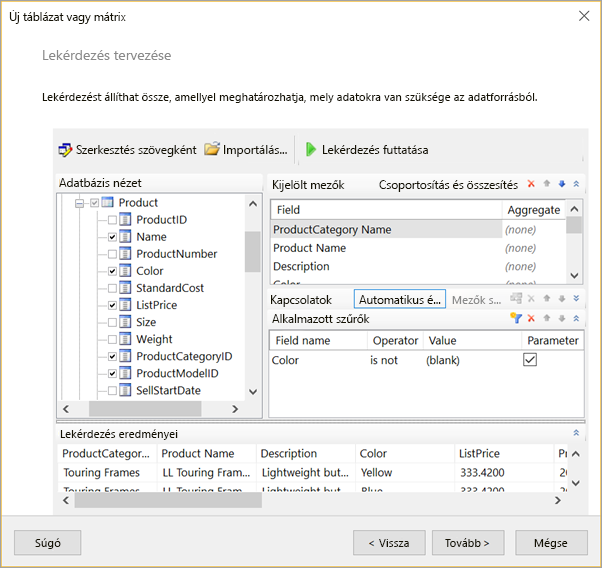 Új táblázat vagy mátrix
Lekérdezés tervezése
Lekérdezést állíthat össze, amellyel meghatározhatja, mely adatokra van szüksége az adatforrásból.
Szerkesztés szövegként Importálás... Lekérdezés futtatása
Adatbázis nézet
Product
ProductID
Name
ProductNumber
Color
StandardCost
ListPrice
Size
Weight
ProductCategoryID
ProductModelID
SellStartDate
Kijelölt mezők Csoportosítás és összesítés
Field Aggregate
ProductCategory Name (none)
Product Name (none)
Description (none)
Color (none)
Kapcsolatok Automatikus é... Mezők s...
Alkalmazott szűrők
Field name Operator Value Parameter
Color is not (blank)
Lekérdezés eredményei
ProductCategor... Product Name Description Color ListPrice
Touring Frames LL Touring Fram... Lightweight but... Yellow 333.4200
Touring Frames LL Touring Fram... Lightweight but... Blue 333.4200
Súgó < Vissza Tovább > Mégse